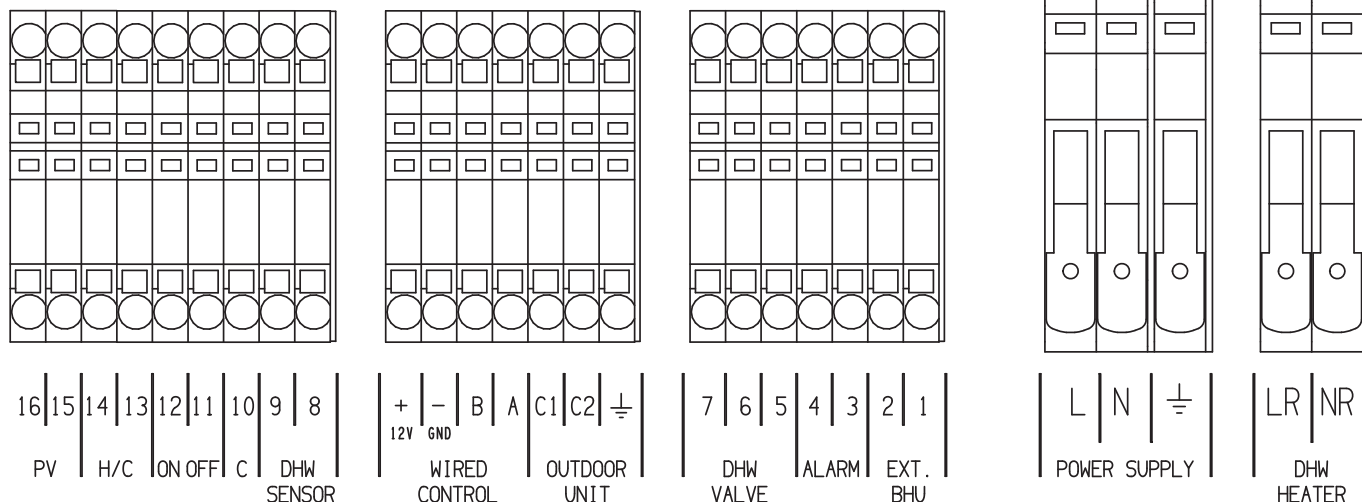 16 15 14 13 12 11 10 9 8 + − B A C1 C2 ⏚ 7 6 5 4 3 2 1 L N ⏚ LR NR
12V GND
PV H/C ON OFF C DHW WIRED OUTDOOR DHW ALARM EXT. POWER SUPPLY DHW
SENSOR CONTROL UNIT VALVE BHU HEATER